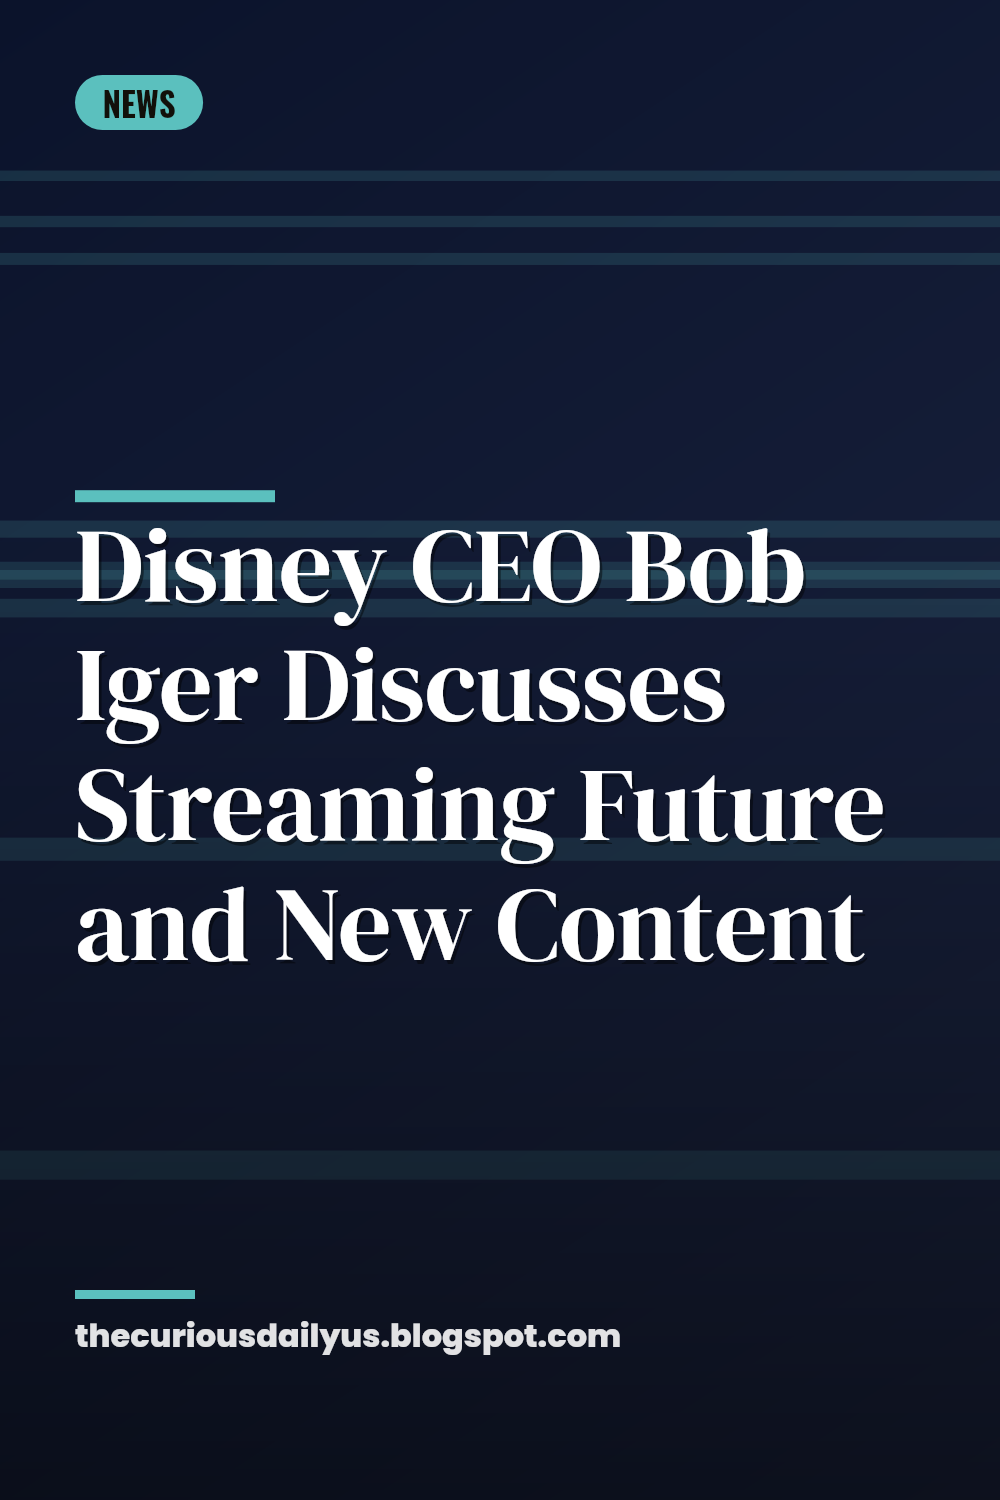 NEWS
Disney CEO Bob
Iger Discusses
Streaming Future
and New Content
thecuriousdailyus.blogspot.com